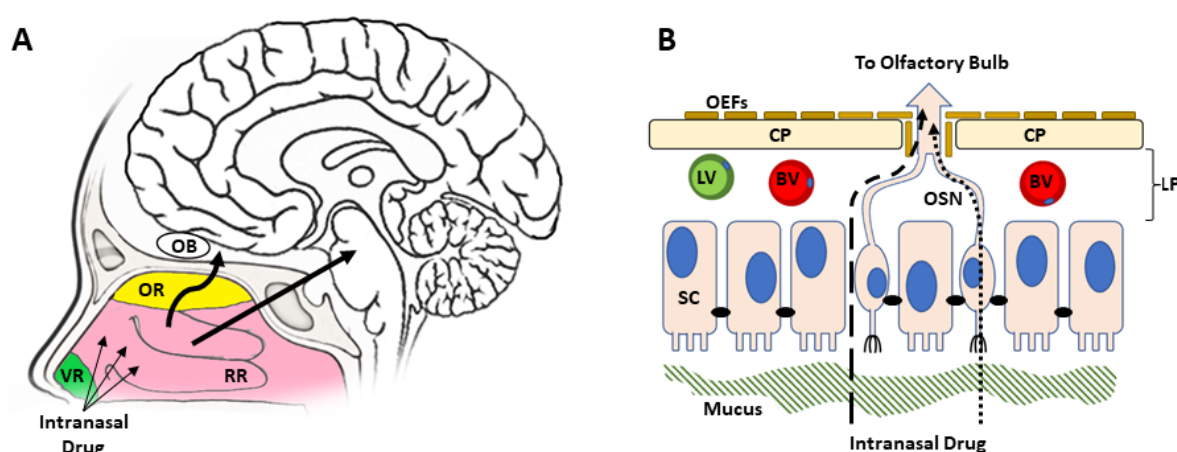 A
OB
OR
VR
RR
Intranasal
Drug
B
To Olfactory Bulb
OEFs
CP
CP
LV
BV
BV
LP
OSN
SC
Mucus
Intranasal Drug